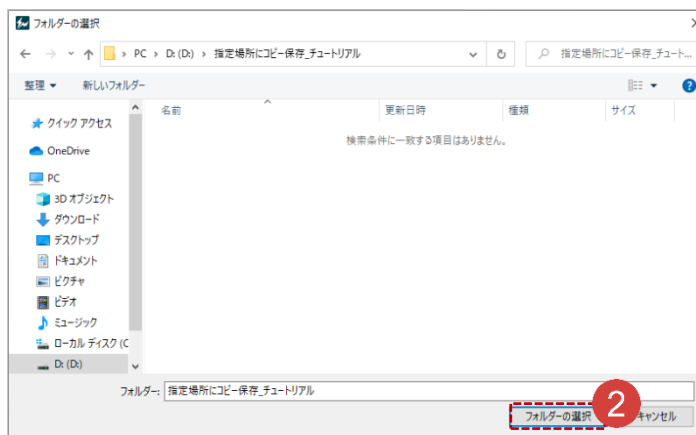 フォルダーの選択
PC › D: (D:) › 指定場所にコピー保存_チュートリアル
指定場所にコピー保存_チュート...
整理 新しいフォルダー
名前 更新日時 種類 サイズ
検索条件に一致する項目はありません。
クイック アクセス
OneDrive
PC
3D オブジェクト
ダウンロード
デスクトップ
ドキュメント
ピクチャ
ビデオ
ミュージック
ローカル ディスク (C
D: (D:)
フォルダー: 指定場所にコピー保存_チュートリアル
フォルダーの選択 2 キャンセル